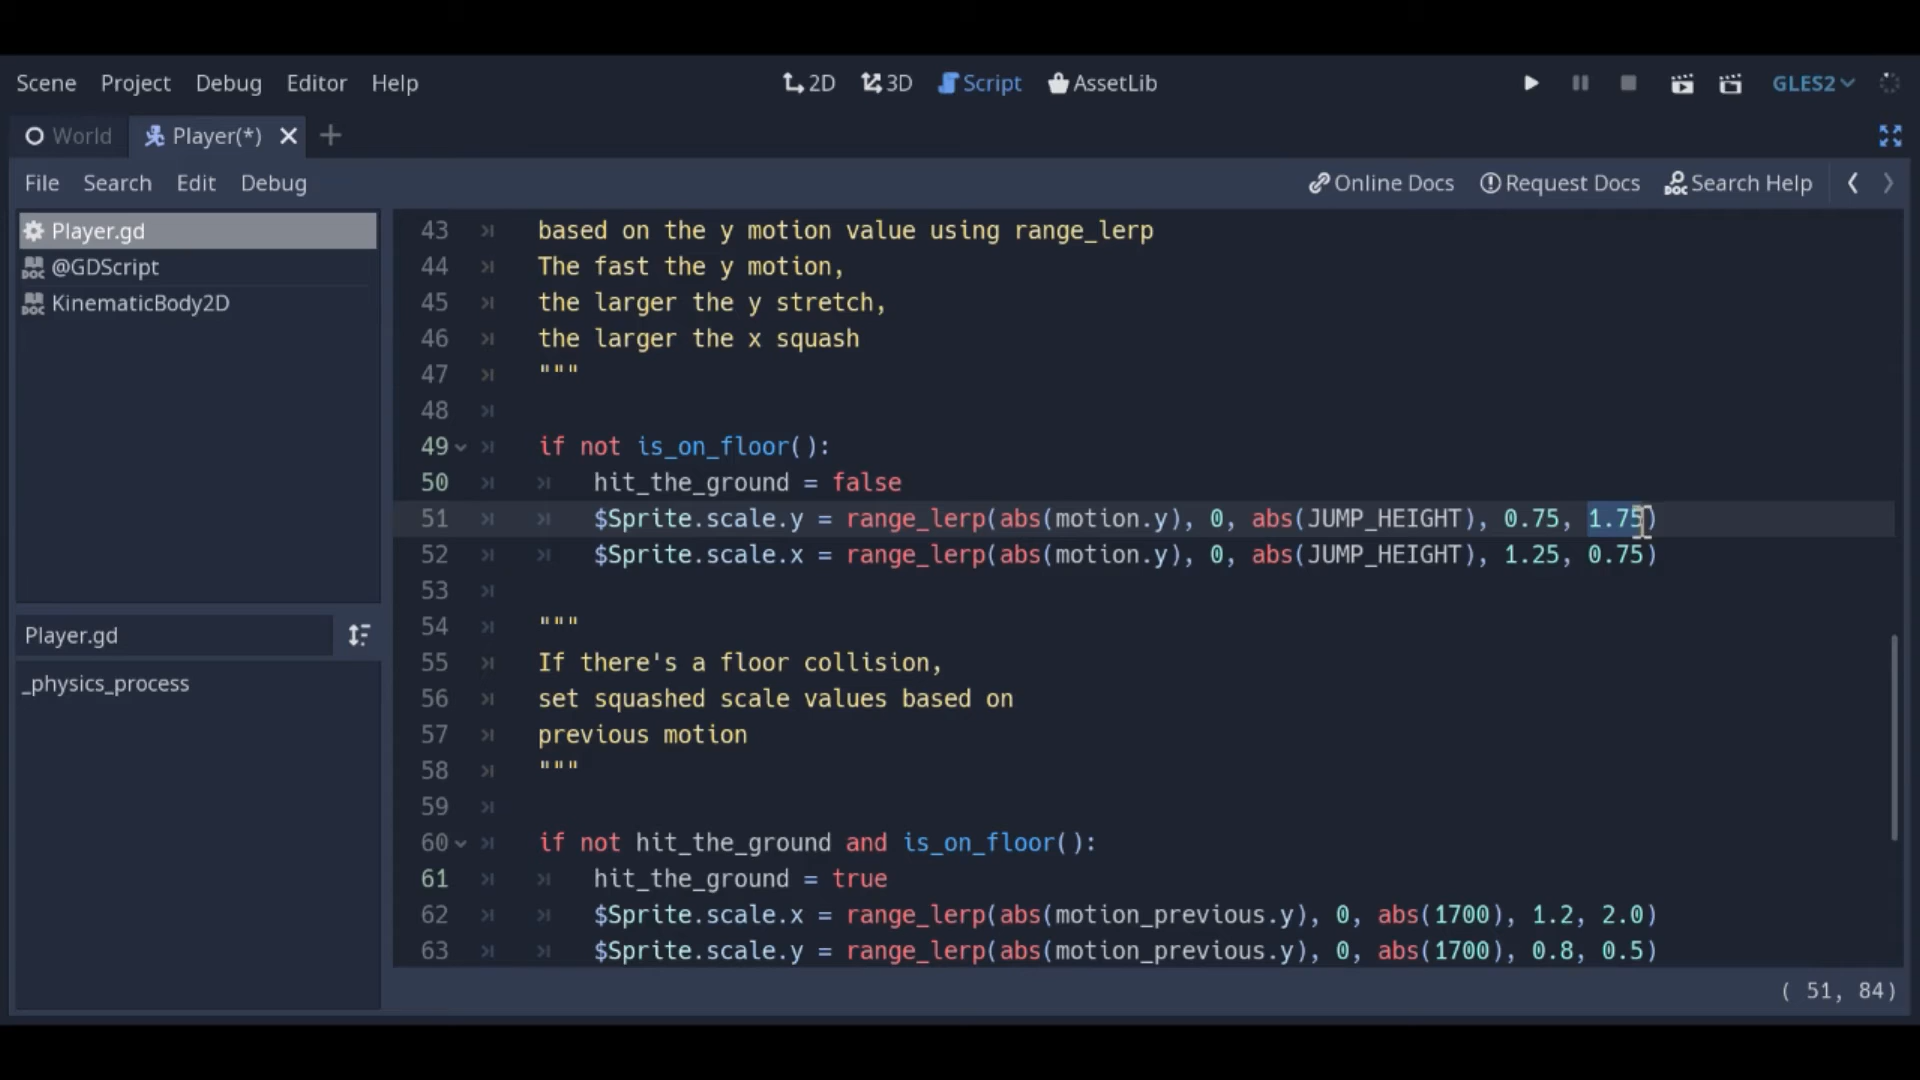 Scene Project Debug Editor Help 2D 3D Script AssetLib GLES2
World Player(*)
File Search Edit Debug Online Docs Request Docs Search Help
Player.gd
@GDScript
KinematicBody2D
Player.gd
_physics_process
43 based on the y motion value using range_lerp
44 The fast the y motion,
45 the larger the y stretch,
46 the larger the x squash
47 """
48
49 if not is_on_floor():
50 hit_the_ground = false
51 $Sprite.scale.y = range_lerp(abs(motion.y), 0, abs(JUMP_HEIGHT), 0.75, 1.75)
52 $Sprite.scale.x = range_lerp(abs(motion.y), 0, abs(JUMP_HEIGHT), 1.25, 0.75)
53
54 """
55 If there's a floor collision,
56 set squashed scale values based on
57 previous motion
58 """
59
60 if not hit_the_ground and is_on_floor():
61 hit_the_ground = true
62 $Sprite.scale.x = range_lerp(abs(motion_previous.y), 0, abs(1700), 1.2, 2.0)
63 $Sprite.scale.y = range_lerp(abs(motion_previous.y), 0, abs(1700), 0.8, 0.5)
( 51, 84)